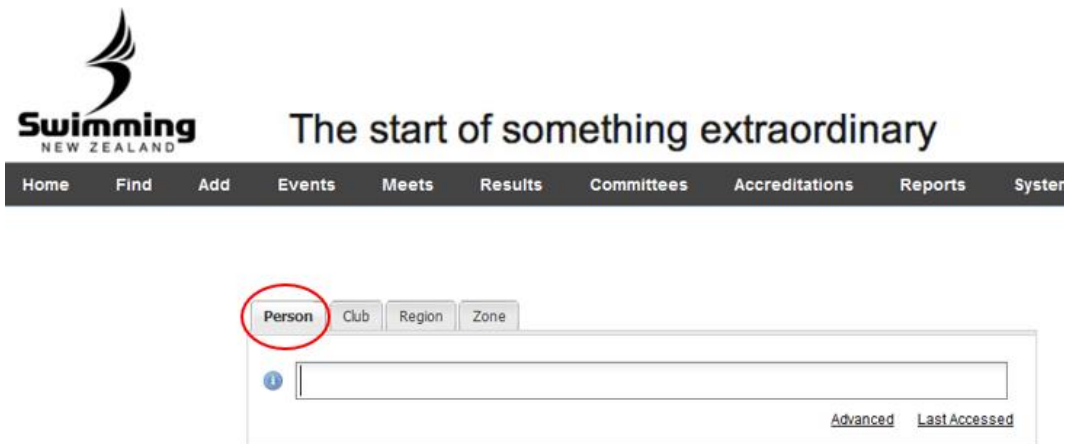 Swimming
NEW ZEALAND
The start of something extraordinary
Home Find Add Events Meets Results Committees Accreditations Reports System
Person Club Region Zone
i
Advanced Last Accessed